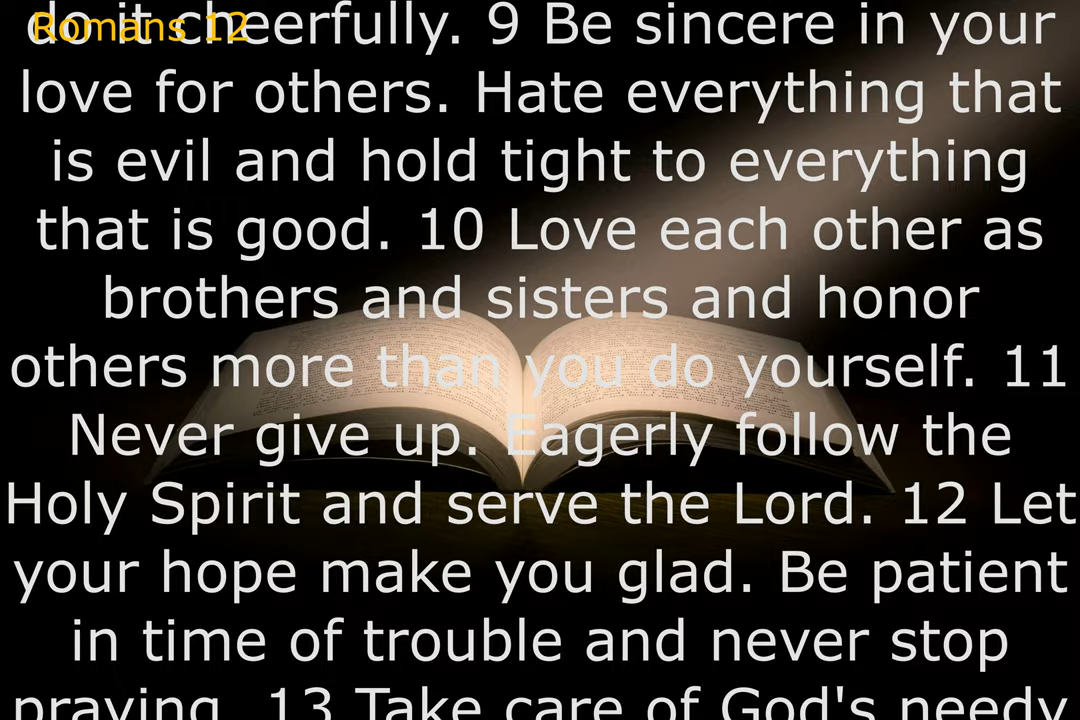 Romans 12
do it cheerfully. 9 Be sincere in your
love for others. Hate everything that
is evil and hold tight to everything
that is good. 10 Love each other as
brothers and sisters and honor
others more than you do yourself. 11
Never give up. Eagerly follow the
Holy Spirit and serve the Lord. 12 Let
your hope make you glad. Be patient
in time of trouble and never stop
praying. 13 Take care of God's needy